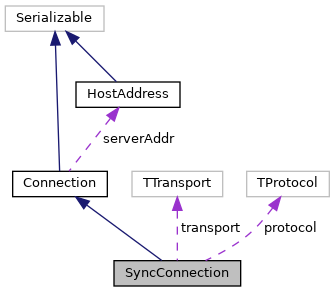 Serializable
HostAddress
serverAddr
Connection
TTransport
TProtocol
transport
protocol
SyncConnection